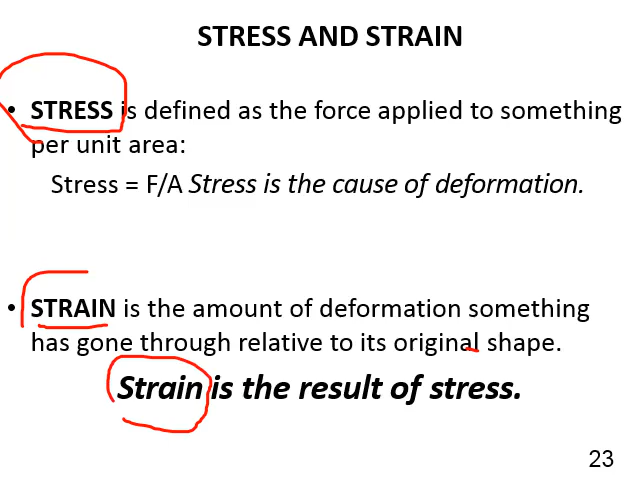 STRESS AND STRAIN
• STRESS is defined as the force applied to something
per unit area:
Stress = F/A Stress is the cause of deformation.
• STRAIN is the amount of deformation something
has gone through relative to its original shape.
Strain is the result of stress.
23